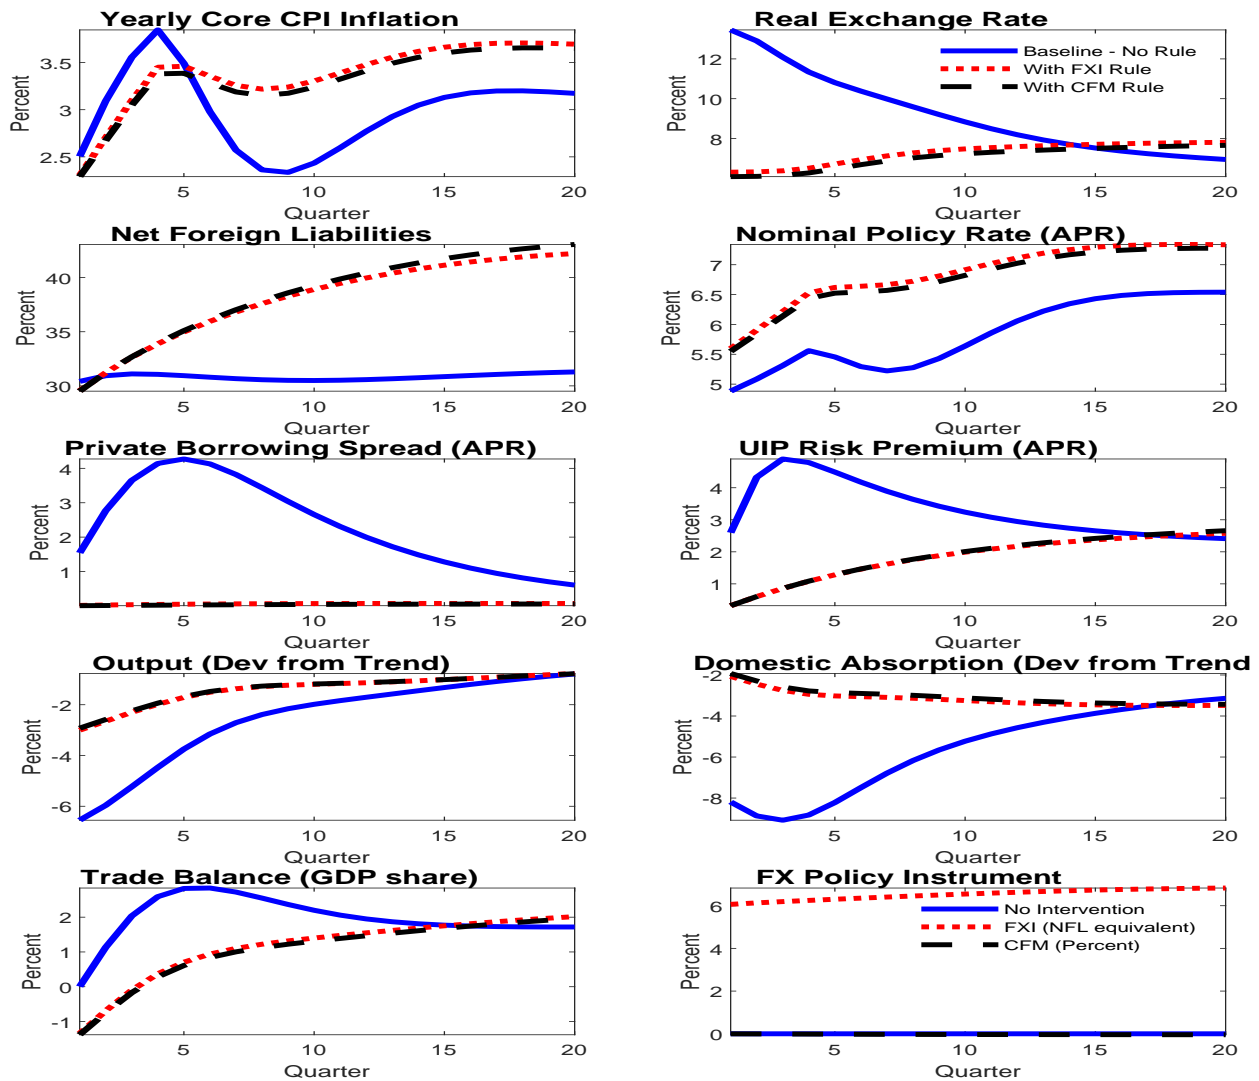 Yearly Core CPI Inflation
Percent
3.5
3
2.5
5
10
15
20
Quarter
Real Exchange Rate
Percent
12
10
8
5
10
15
20
Quarter
Baseline - No Rule
With FXI Rule
With CFM Rule
Net Foreign Liabilities
Percent
40
35
30
5
10
15
20
Quarter
Nominal Policy Rate (APR)
Percent
7
6.5
6
5.5
5
5
10
15
20
Quarter
Private Borrowing Spread (APR)
Percent
4
3
2
1
5
10
15
20
Quarter
UIP Risk Premium (APR)
Percent
4
3
2
1
5
10
15
20
Quarter
Output (Dev from Trend)
Percent
-2
-4
-6
5
10
15
20
Quarter
Domestic Absorption (Dev from Trend
Percent
-2
-4
-6
-8
5
10
15
20
Quarter
Trade Balance (GDP share)
Percent
2
1
0
-1
5
10
15
20
Quarter
FX Policy Instrument
Percent
6
4
2
0
5
10
15
20
Quarter
No Intervention
FXI (NFL equivalent)
CFM (Percent)